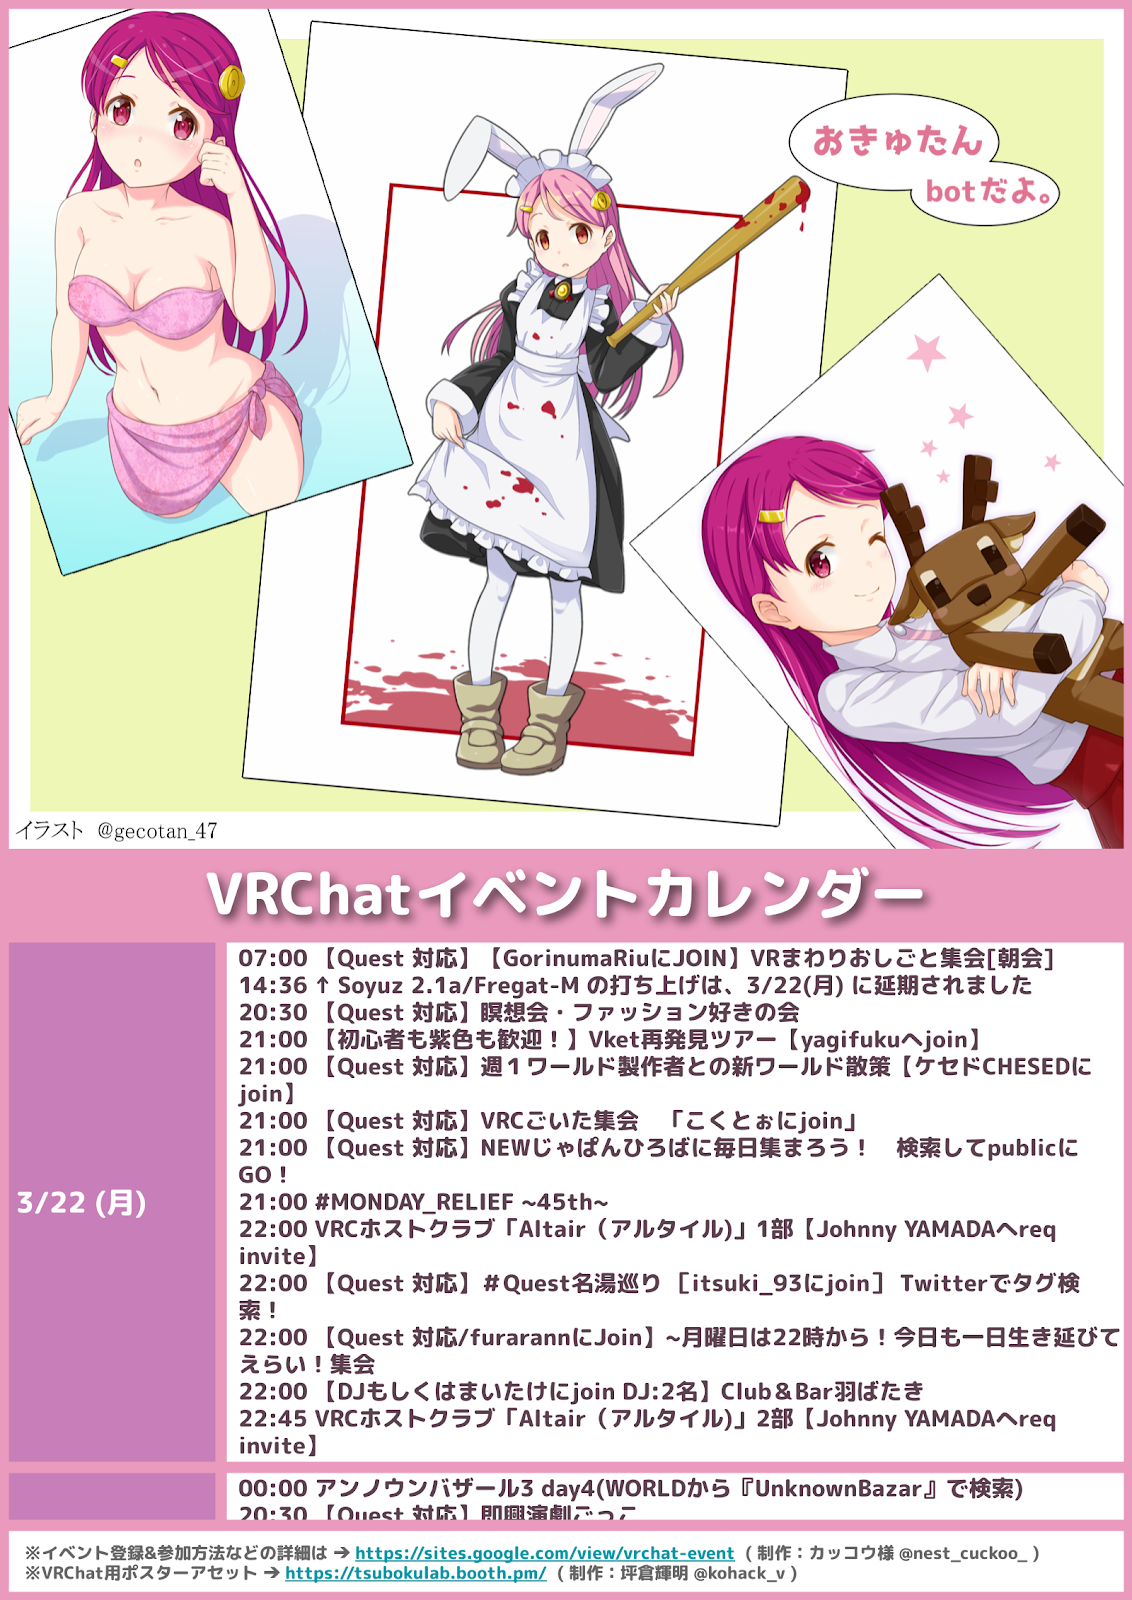 おきゅたん
botだよ。
イラスト @gecotan_47
VRChatイベントカレンダー
3/22 (月)
07:00 【Quest 対応】【GorinumaRiuにJOIN】VRまわりおしごと集会[朝会]
14:36 ↑ Soyuz 2.1a/Fregat-M の打ち上げは、3/22(月) に延期されました
20:30 【Quest 対応】瞑想会・ファッション好きの会
21:00 【初心者も紫色も歓迎！】Vket再発見ツアー【yagifukuへjoin】
21:00 【Quest 対応】週１ワールド製作者との新ワールド散策【ケセドCHESEDに
join】
21:00 【Quest 対応】VRCごいた集会　「こくとぉにjoin」
21:00 【Quest 対応】NEWじゃぱんひろばに毎日集まろう！　検索してpublicに
GO！
21:00 #MONDAY_RELIEF ~45th~
22:00 VRCホストクラブ「Altair（アルタイル)」1部【Johnny YAMADAへreq
invite】
22:00 【Quest 対応】＃Quest名湯巡り ［itsuki_93にjoin］ Twitterでタグ検
索！
22:00 【Quest 対応/furarannにJoin】~月曜日は22時から！今日も一日生き延びて
えらい！集会
22:00 【DJもしくはまいたけにjoin DJ:2名】Club＆Bar羽ばたき
22:45 VRCホストクラブ「Altair（アルタイル)」2部【Johnny YAMADAへreq
invite】
00:00 アンノウンバザール3 day4(WORLDから『UnknownBazar』で検索)
20:30 【Quest 対応】即興演劇ごっこ
※イベント登録&参加方法などの詳細は → https://sites.google.com/view/vrchat-event ( 制作：カッコウ様 @nest_cuckoo_ )
※VRChat用ポスターアセット → https://tsubokulab.booth.pm/ ( 制作：坪倉輝明 @kohack_v )